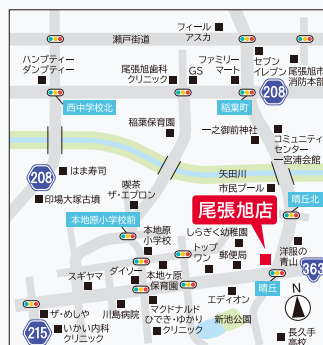 フィール
アスカ
瀬戸街道
ハンプティー
ダンプティー
尾張旭歯科
クリニック
GS
ファミリー
マート
セブン
イレブン
尾張旭市
消防本部
208
西中学校北
稲葉町
稲葉保育園
一之御前神社
コミュニティ
センター
一宮浦会館
矢田川
市民プール
208
はま寿司
印場大塚古墳
喫茶
ザ・エプロン
晴丘北
尾張旭店
本地原小学校前
本地原
小学校
しらぎく幼稚園
トップ
ワン
郵便局
洋服の
青山
363
スギヤマ
ダイソー
本地ヶ原
保育園
晴丘
エディオン
N
川島病院
マクドナルド
ひでき・ゆかり
クリニック
新池公園
ザ・めしや
215
いかい内科
クリニック
長久手
高校